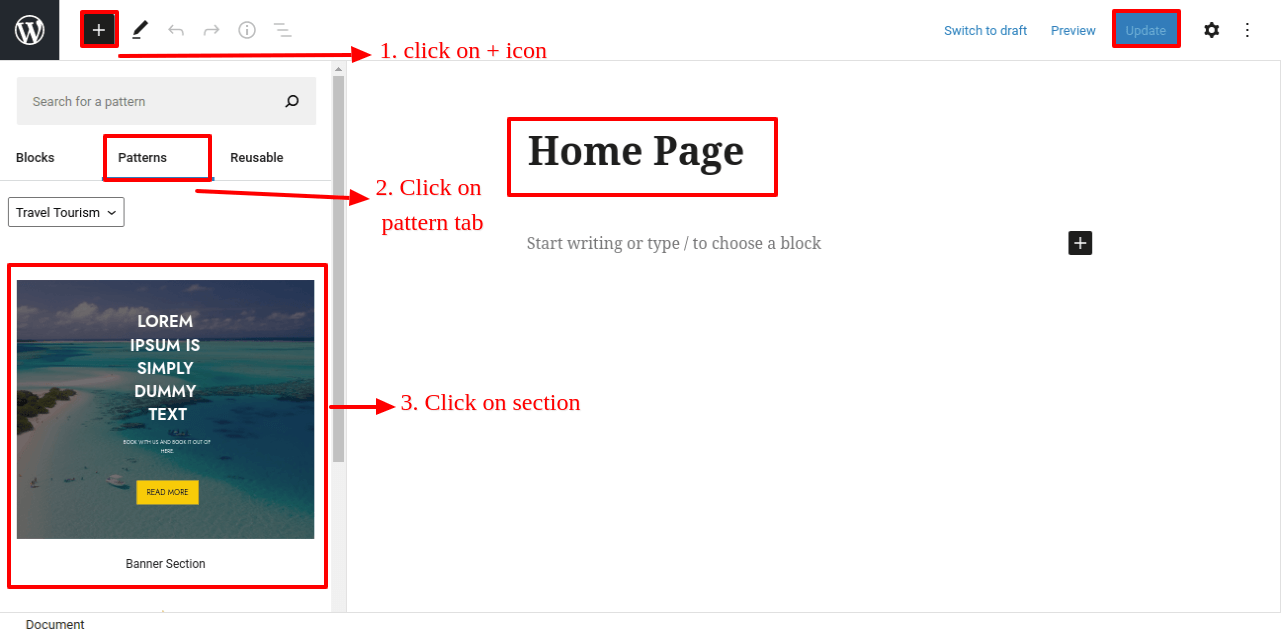 Switch to draft
Preview
Update
1. click on + icon
Search for a pattern
Blocks
Patterns
Reusable
2. Click on
pattern tab
Travel Tourism
Home Page
Start writing or type / to choose a block
LOREM
IPSUM IS
SIMPLY
DUMMY
TEXT
BOOK WITH US AND BOOK IT OUT OF
HERE.
READ MORE
3. Click on section
Banner Section
Document